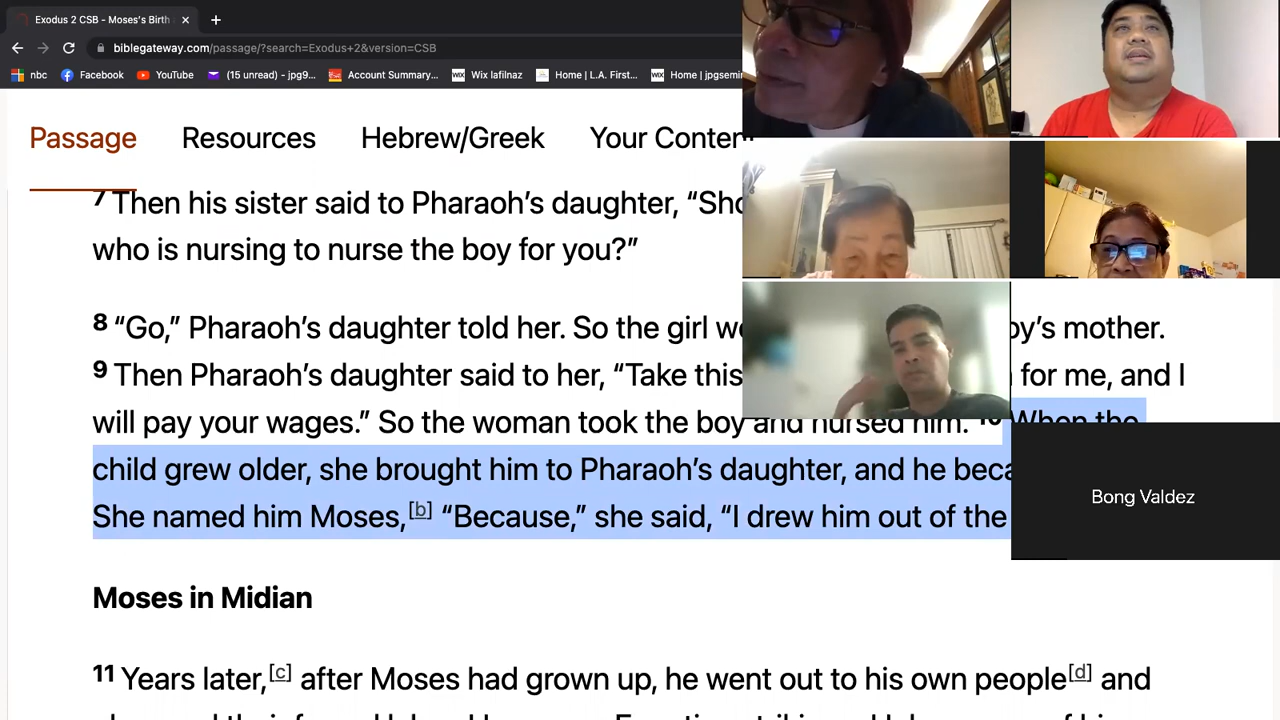 Exodus 2 CSB - Moses's Birth
biblegateway.com/passage/?search=Exodus+2&version=CSB
nbc Facebook YouTube (15 unread) - jpg9... Account Summary... Wix lafilnaz Home | L.A. First... Home | jpgsemi
Passage Resources Hebrew/Greek Your Conten
7 Then his sister said to Pharaoh’s daughter, “Sho
who is nursing to nurse the boy for you?”
8 “Go,” Pharaoh’s daughter told her. So the girl we oy’s mother.
9 Then Pharaoh’s daughter said to her, “Take this for me, and I
will pay your wages.” So the woman took the boy and nursed him. 10 When the
child grew older, she brought him to Pharaoh’s daughter, and he beca
She named him Moses,[b] “Because,” she said, “I drew him out of the
Bong Valdez
Moses in Midian
11 Years later,[c] after Moses had grown up, he went out to his own people[d] and